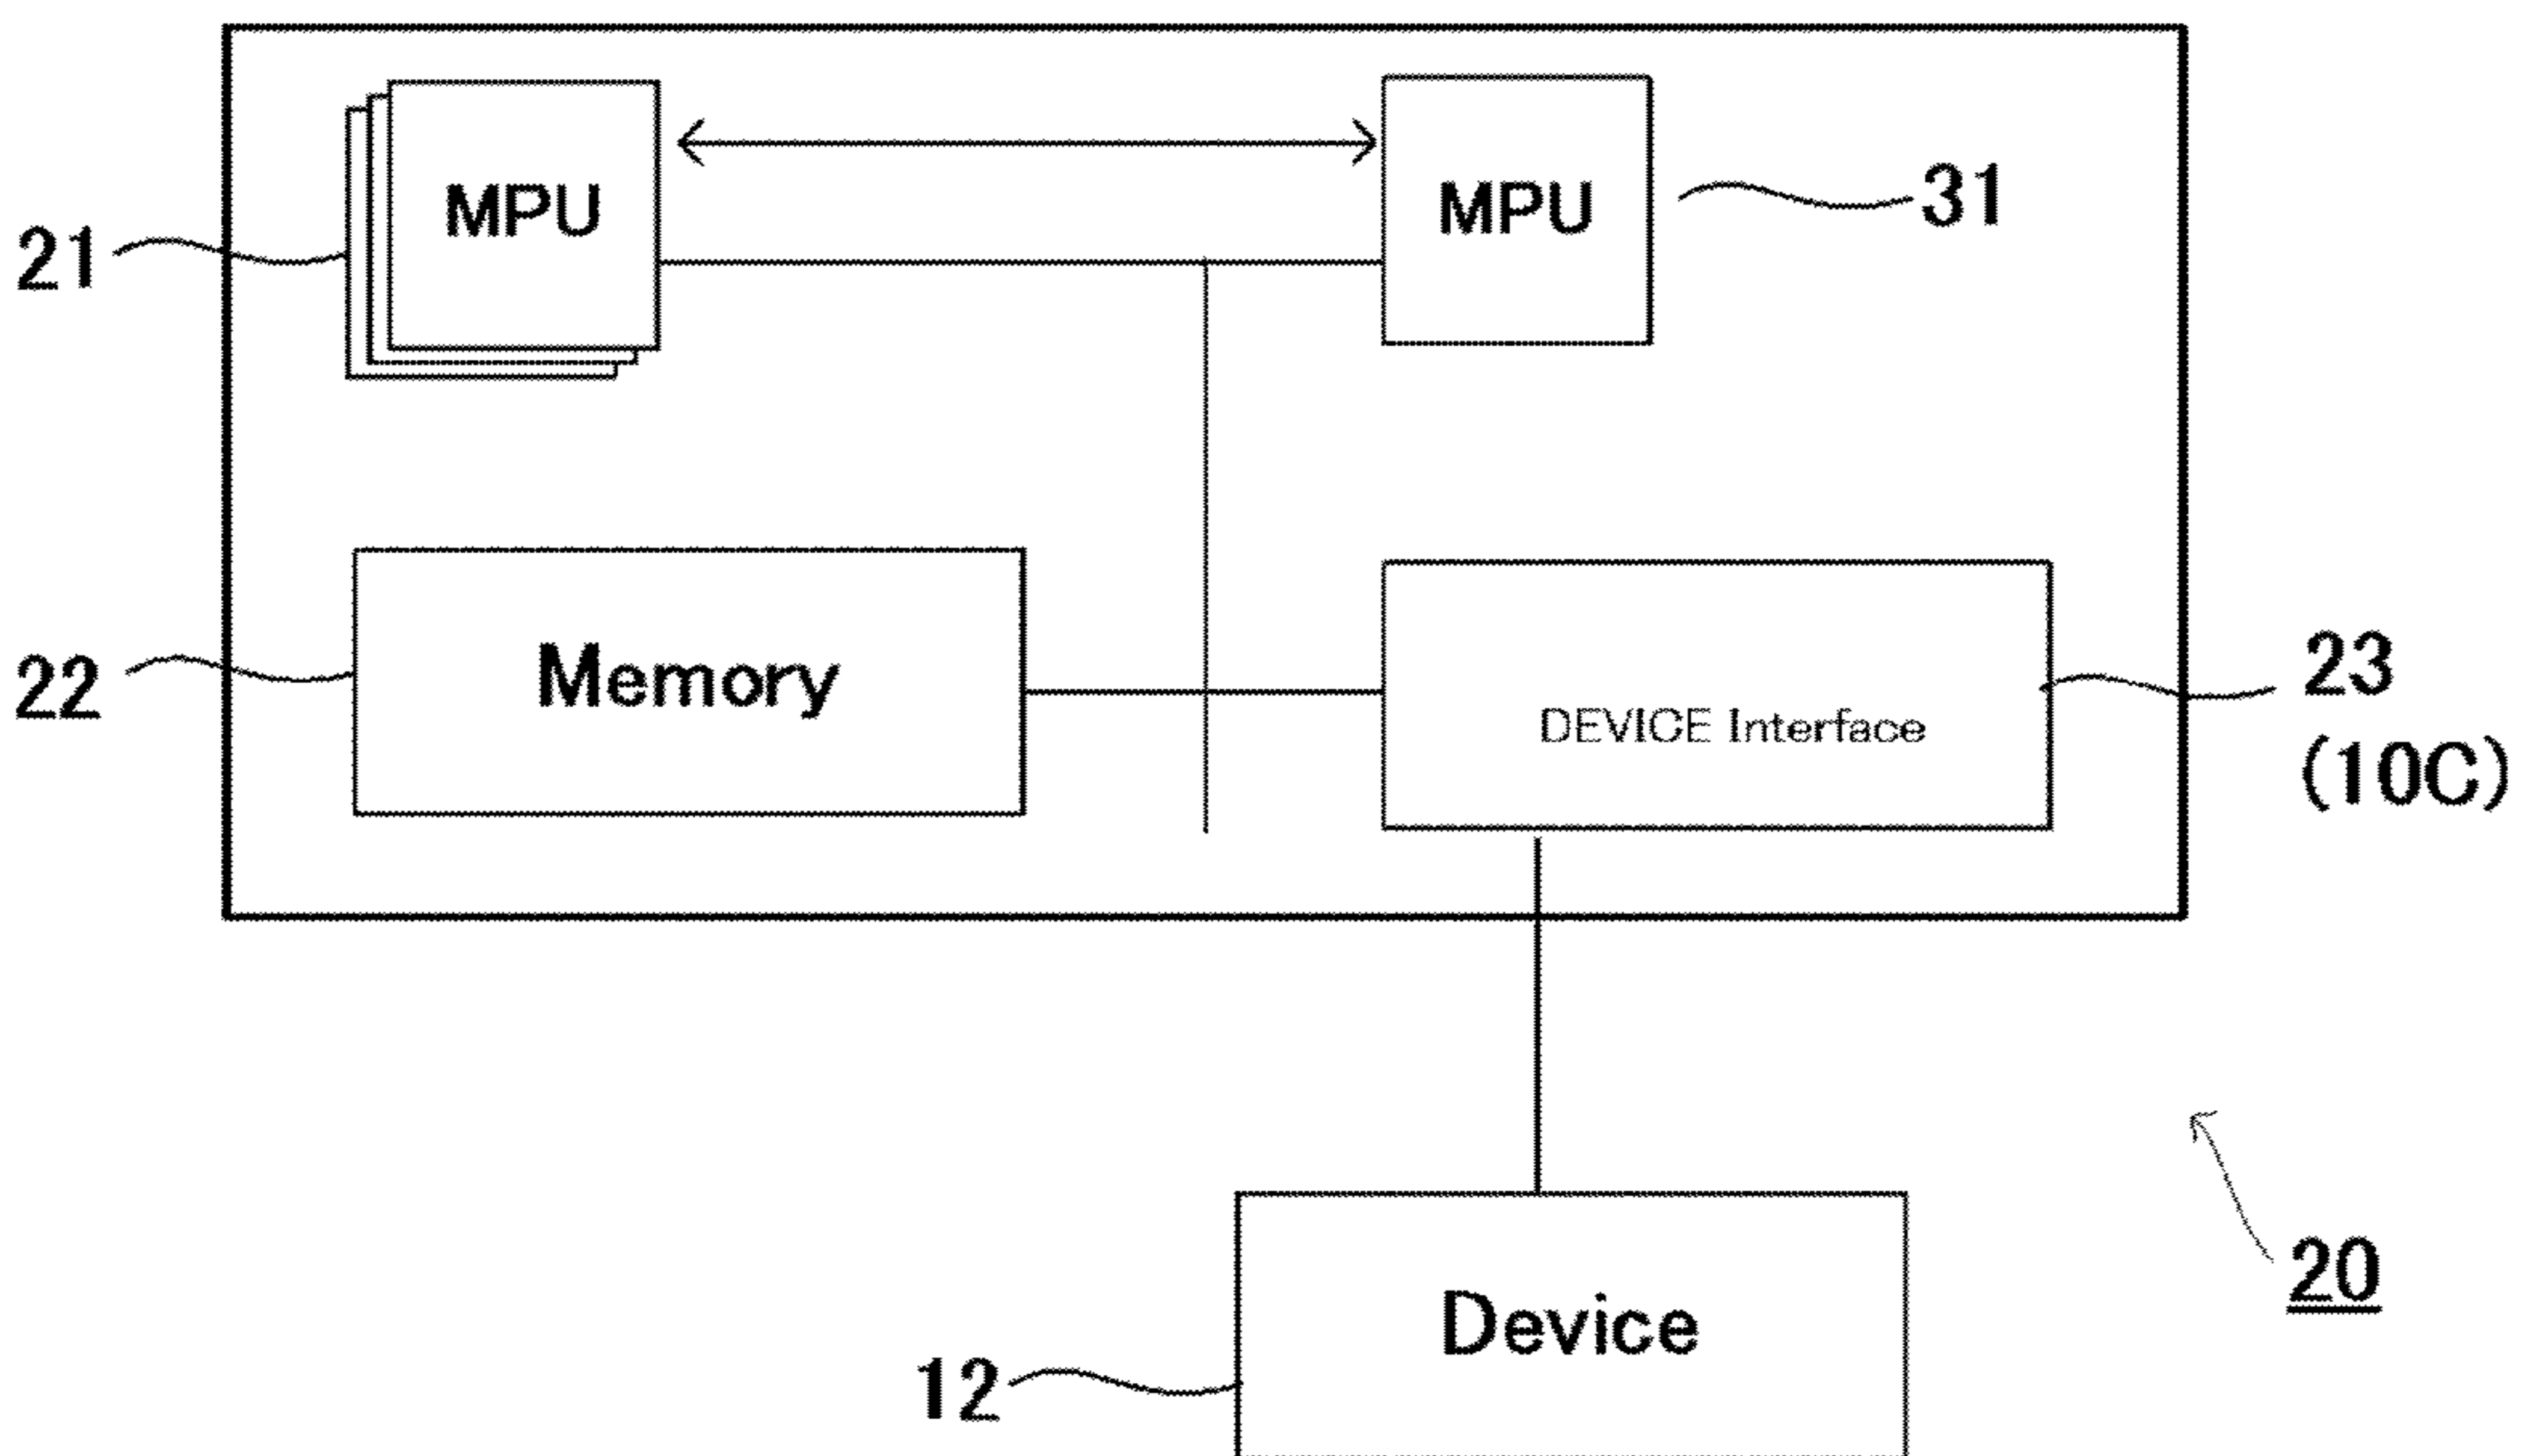 MPU
MPU
31
21
Memory
22
DEVICE Interface
23
(10C)
Device
20
12